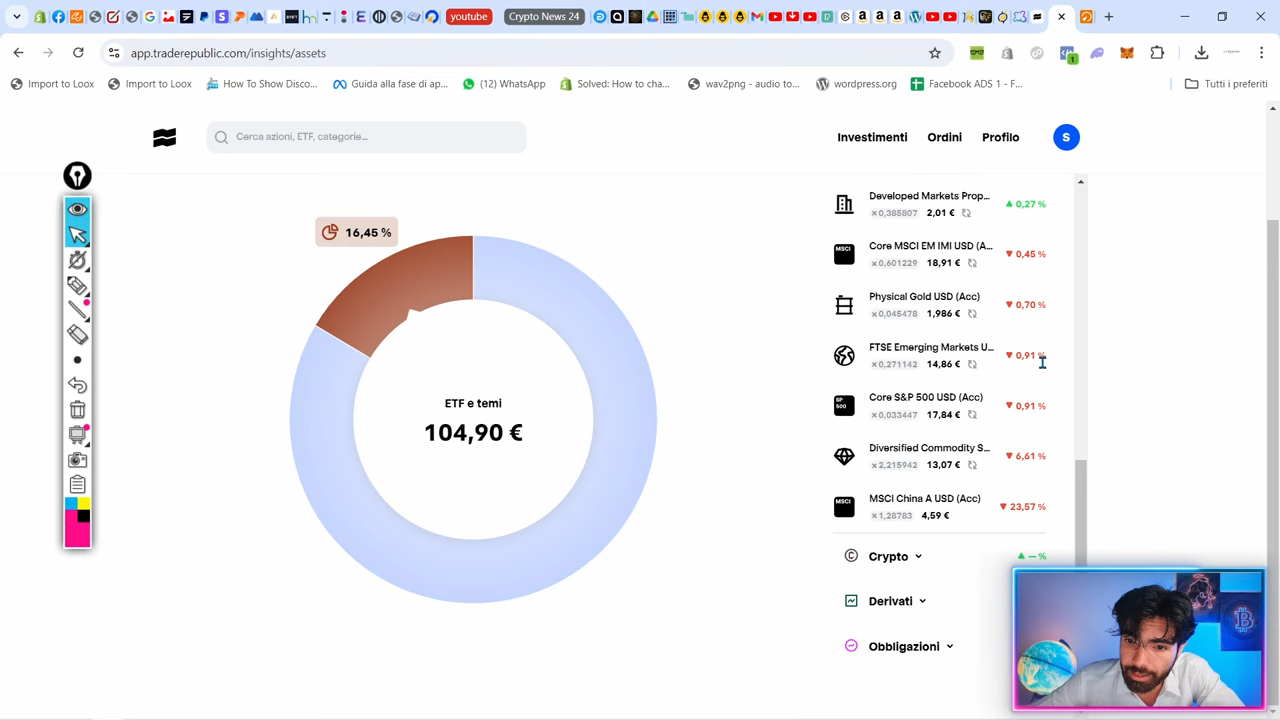 youtube
Crypto News 24
app.traderepublic.com/insights/assets
1
Import to Loox
Import to Loox
How To Show Disco...
Guida alla fase di ap...
(12) WhatsApp
Solved: How to cha...
wav2png - audio to...
wordpress.org
Facebook ADS 1 - F...
Tutti i preferiti
Cerca azioni, ETF, categorie...
Investimenti
Ordini
Profilo
S
16,45 %
ETF e temi
104,90 €
Developed Markets Prop...
×0,385807 2,01 € ▲ 0,27 %
MSCI
Core MSCI EM IMI USD (A...
×0,601229 18,91 € ▼ 0,45 %
Physical Gold USD (Acc)
×0,045478 1,986 € ▼ 0,70 %
FTSE Emerging Markets U...
×0,271142 14,86 € ▼ 0,91 %
SP 500
Core S&P 500 USD (Acc)
×0,033447 17,84 € ▼ 0,91 %
Diversified Commodity S...
×2,215942 13,07 € ▼ 6,61 %
MSCI
MSCI China A USD (Acc)
×1,28783 4,59 € ▼ 23,57 %
Crypto ▲ — %
Derivati
Obbligazioni